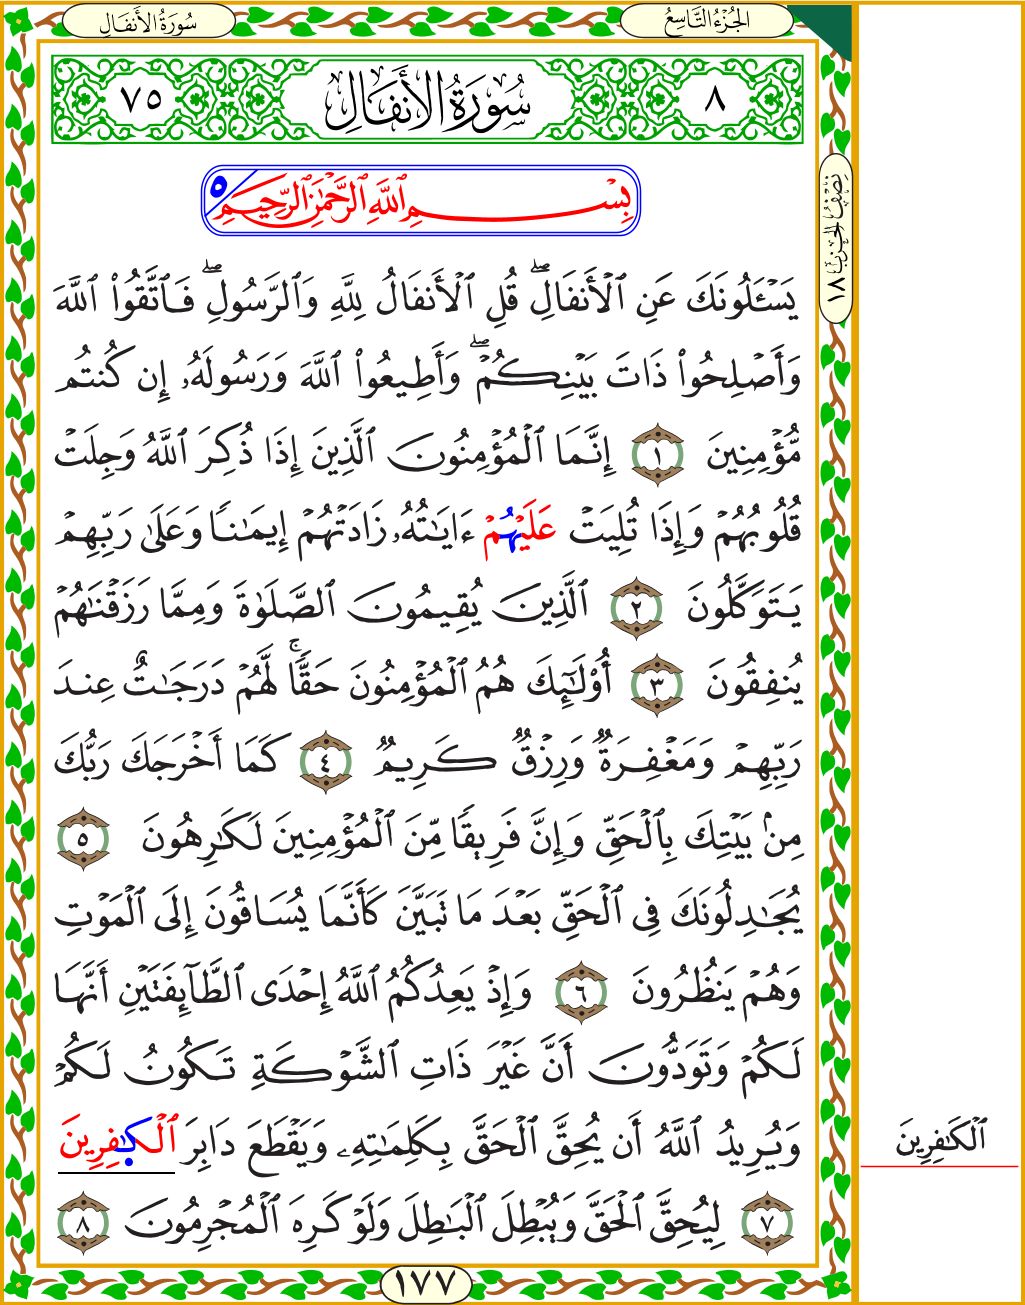 الجُزْءُ التَّاسِعُ
سُورَةُ الأَنفَالِ
٨
سُورَةُ الأَنفَالِ
٧٥
نِصْفُ الحِزْبِ ١٨
بِسْمِ ٱللَّهِ ٱلرَّحْمَٰنِ ٱلرَّحِيمِ ٥
يَسْـَٔلُونَكَ عَنِ ٱلْأَنفَالِ ۖ قُلِ ٱلْأَنفَالُ لِلَّهِ وَٱلرَّسُولِ ۖ فَٱتَّقُوا۟ ٱللَّهَ
وَأَصْلِحُوا۟ ذَاتَ بَيْنِكُمْ ۖ وَأَطِيعُوا۟ ٱللَّهَ وَرَسُولَهُۥ إِن كُنتُم
مُّؤْمِنِينَ ١ إِنَّمَا ٱلْمُؤْمِنُونَ ٱلَّذِينَ إِذَا ذُكِرَ ٱللَّهُ وَجِلَتْ
قُلُوبُهُمْ وَإِذَا تُلِيَتْ عَلَيْهُمْ ءَايَٰتُهُۥ زَادَتْهُمْ إِيمَٰنًا وَعَلَىٰ رَبِّهِمْ
يَتَوَكَّلُونَ ٢ ٱلَّذِينَ يُقِيمُونَ ٱلصَّلَوٰةَ وَمِمَّا رَزَقْنَٰهُمْ
يُنفِقُونَ ٣ أُو۟لَٰٓئِكَ هُمُ ٱلْمُؤْمِنُونَ حَقًّا ۚ لَّهُمْ دَرَجَٰتٌ عِندَ
رَبِّهِمْ وَمَغْفِرَةٌ وَرِزْقٌ كَرِيمٌ ٤ كَمَا أَخْرَجَكَ رَبُّكَ
مِنۢ بَيْتِكَ بِٱلْحَقِّ وَإِنَّ فَرِيقًا مِّنَ ٱلْمُؤْمِنِينَ لَكَٰرِهُونَ ٥
يُجَٰدِلُونَكَ فِى ٱلْحَقِّ بَعْدَ مَا تَبَيَّنَ كَأَنَّمَا يُسَاقُونَ إِلَى ٱلْمَوْتِ
وَهُمْ يَنظُرُونَ ٦ وَإِذْ يَعِدُكُمُ ٱللَّهُ إِحْدَى ٱلطَّآئِفَتَيْنِ أَنَّهَا
لَكُمْ وَتَوَدُّونَ أَنَّ غَيْرَ ذَاتِ ٱلشَّوْكَةِ تَكُونُ لَكُمْ
وَيُرِيدُ ٱللَّهُ أَن يُحِقَّ ٱلْحَقَّ بِكَلِمَٰتِهِۦ وَيَقْطَعَ دَابِرَ ٱلْكَٰفِرِينَ
ٱلْكَٰفِرِينَ
٧ لِيُحِقَّ ٱلْحَقَّ وَيُبْطِلَ ٱلْبَٰطِلَ وَلَوْ كَرِهَ ٱلْمُجْرِمُونَ ٨
١٧٧